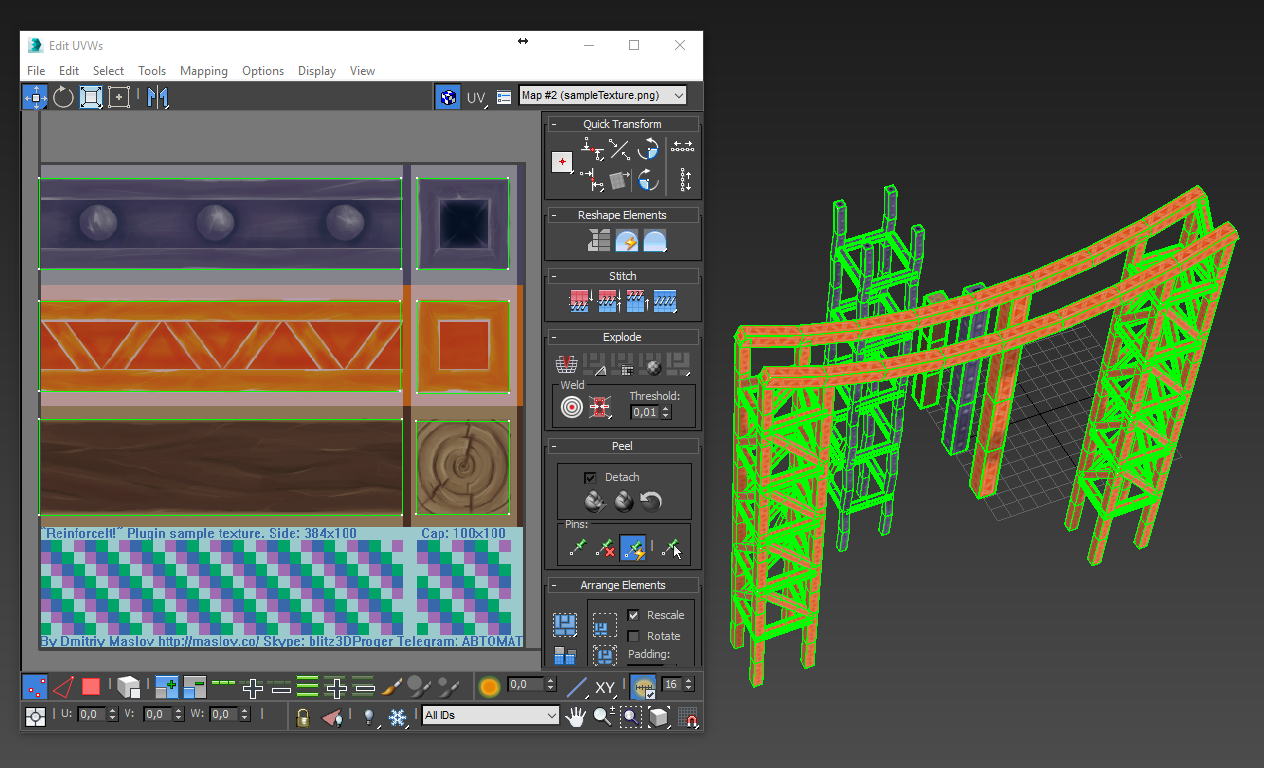 Edit UVWs
File Edit Select Tools Mapping Options Display View
UV Map #2 (sampleTexture.png)
- Quick Transform
- Reshape Elements
- Stitch
- Explode
Weld
Threshold:
0,01
- Peel
Detach
Pins:
- Arrange Elements
Rescale
Rotate
Padding:
"ReinforceIt!" Plugin sample texture. Side: 384x100 Cap: 100x100
By Dmitriy Maslov http://maslov.co/ Skype: blitz3DProger Telegram: ABTOMAT
0,0 XY 16
U: 0,0 V: 0,0 W: 0,0 All IDs